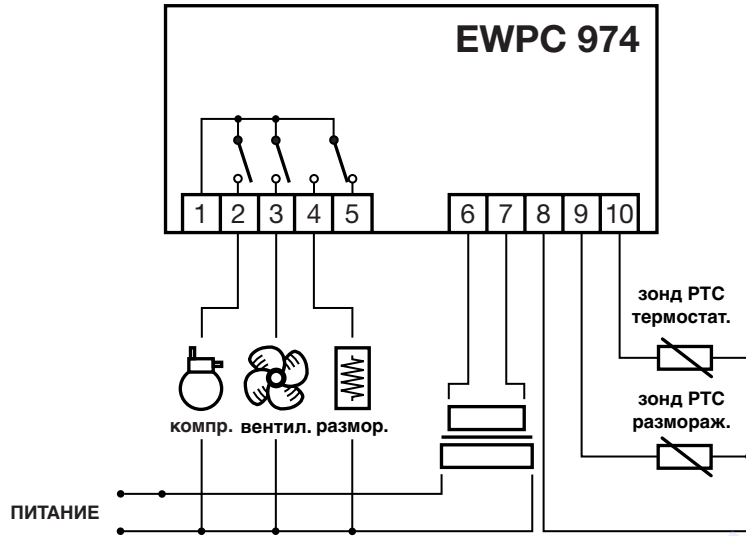 EWPC 974
1 2 3 4 5 6 7 8 9 10
зонд PTC
термостат.
зонд PTC
размораж.
компр. вентил. размор.
ПИТАНИЕ